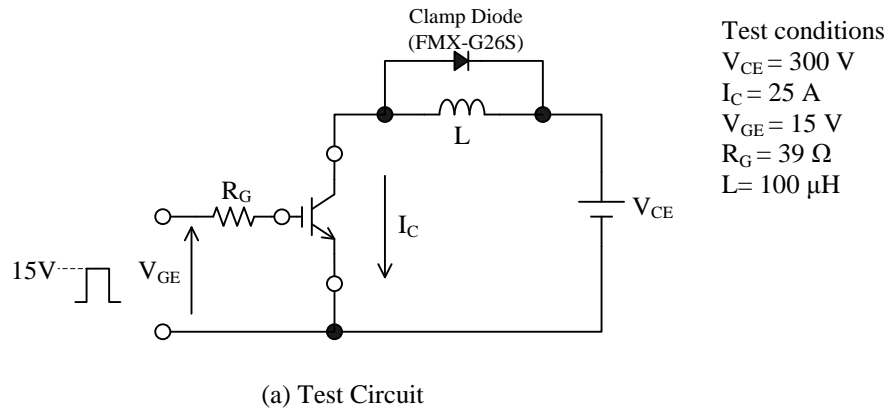 Clamp Diode
(FMX-G26S)
L
R_G
I_C
V_CE
15V
V_GE
(a) Test Circuit
Test conditions
V_CE = 300 V
I_C = 25 A
V_GE = 15 V
R_G = 39 Ω
L= 100 μH